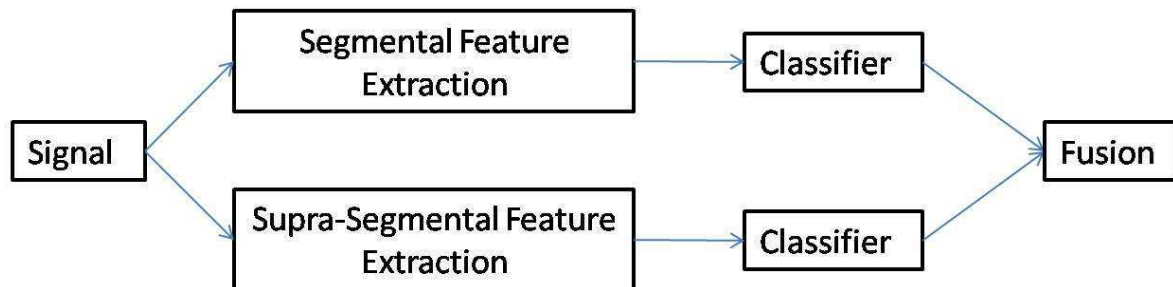 Segmental Feature
Extraction
Classifier
Signal
Fusion
Supra-Segmental Feature
Extraction
Classifier